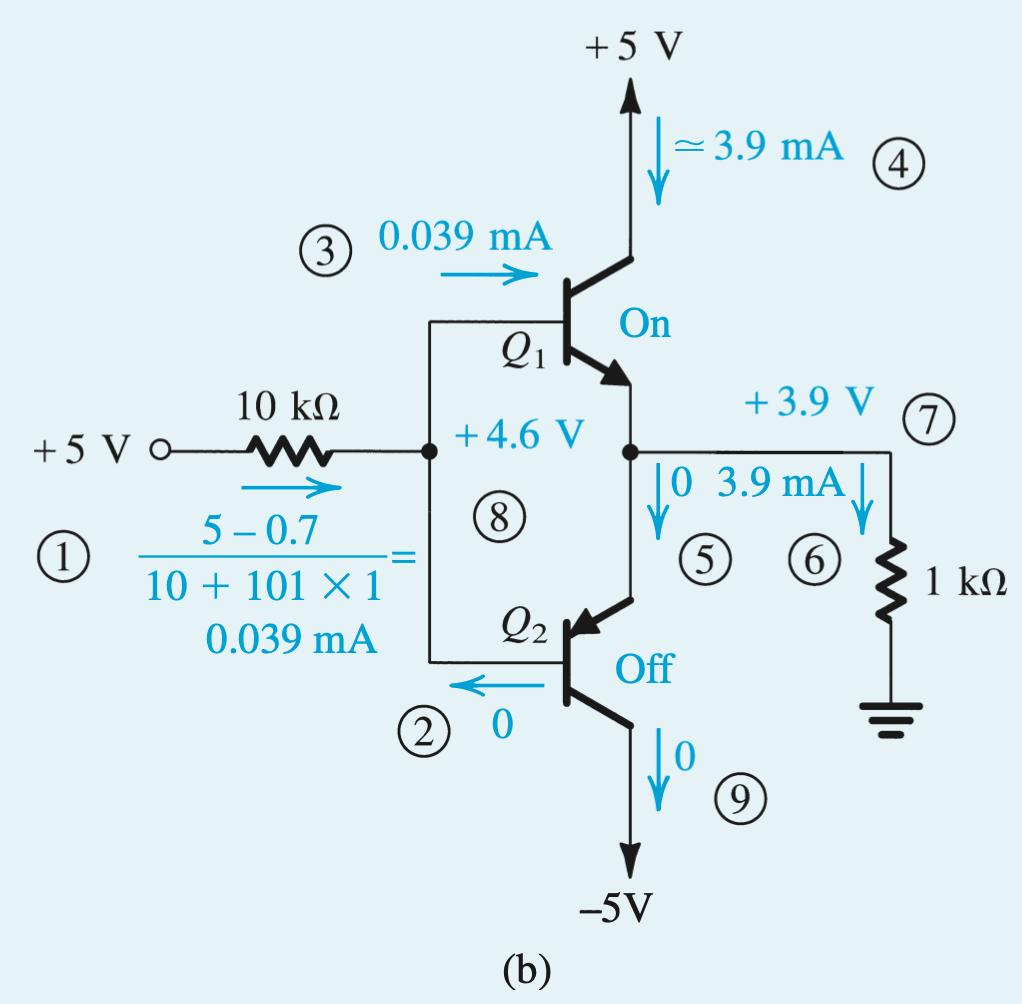 +5 V
≃ 3.9 mA ④
③ 0.039 mA
On
Q₁
10 kΩ
+3.9 V ⑦
+5 V
+4.6 V
0 3.9 mA
⑧
① 5 – 0.7
10 + 101 × 1 =
0.039 mA
⑤ ⑥
1 kΩ
Q₂
Off
② 0
0
⑨
–5V
(b)